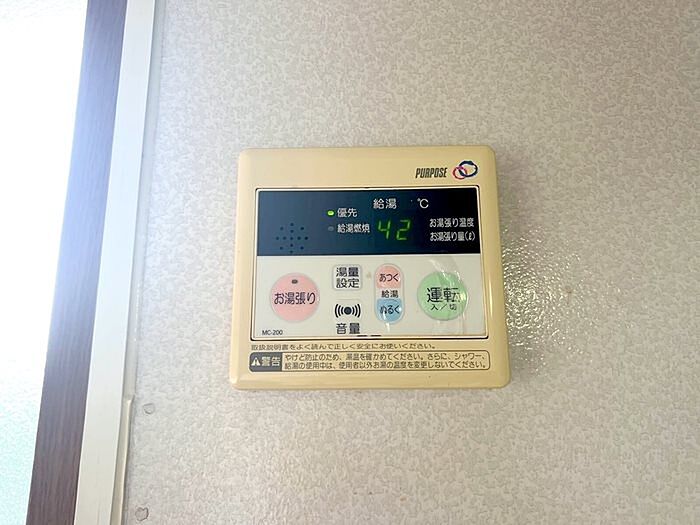 PURPOSE
給湯 ℃
優先
給湯燃焼
42
お湯張り温度
お湯張り量(ℓ)
お湯張り
湯量
設定
音量
あつく
給湯
ぬるく
運転
入/切
MC-200
取扱説明書をよく読んで正しく安全にお使いください。
警告
やけど防止のため、湯温を確かめてください。さらに、シャワー、
給湯の使用中は、使用者以外お湯の温度を変更しないでください。